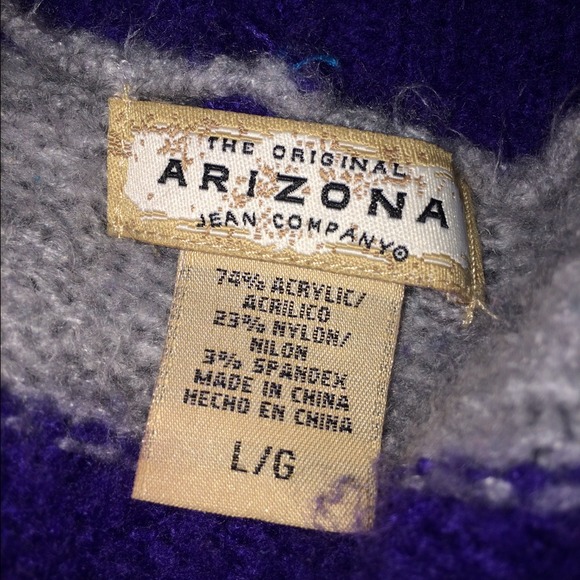 THE ORIGINAL
ARIZONA
JEAN COMPANY®
74% ACRYLIC/
ACRILICO
23% NYLON/
NILON
3% SPANDEX
MADE IN CHINA
HECHO EN CHINA
L/G